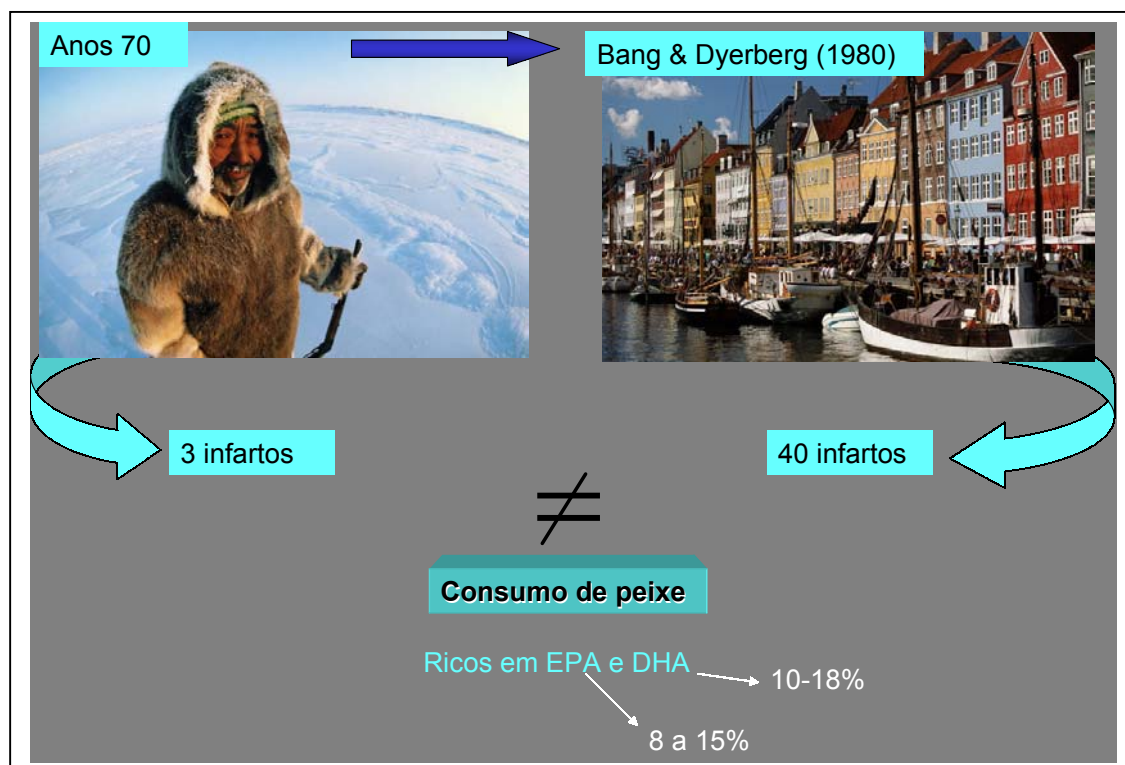 Anos 70
Bang & Dyerberg (1980)
3 infartos
40 infartos
≠
Consumo de peixe
Ricos em EPA e DHA
10-18%
8 a 15%